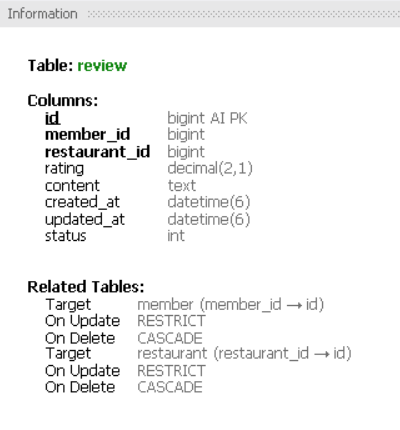 Information
Table: review
Columns:
id bigint AI PK
member_id bigint
restaurant_id bigint
rating decimal(2,1)
content text
created_at datetime(6)
updated_at datetime(6)
status int
Related Tables:
Target member (member_id → id)
On Update RESTRICT
On Delete CASCADE
Target restaurant (restaurant_id → id)
On Update RESTRICT
On Delete CASCADE